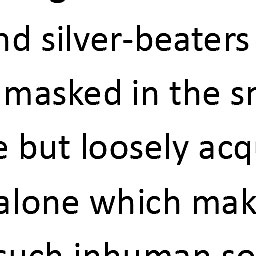 nd silver-beaters
masked in the sn
e but loosely acq
alone which mak
such inhuman so